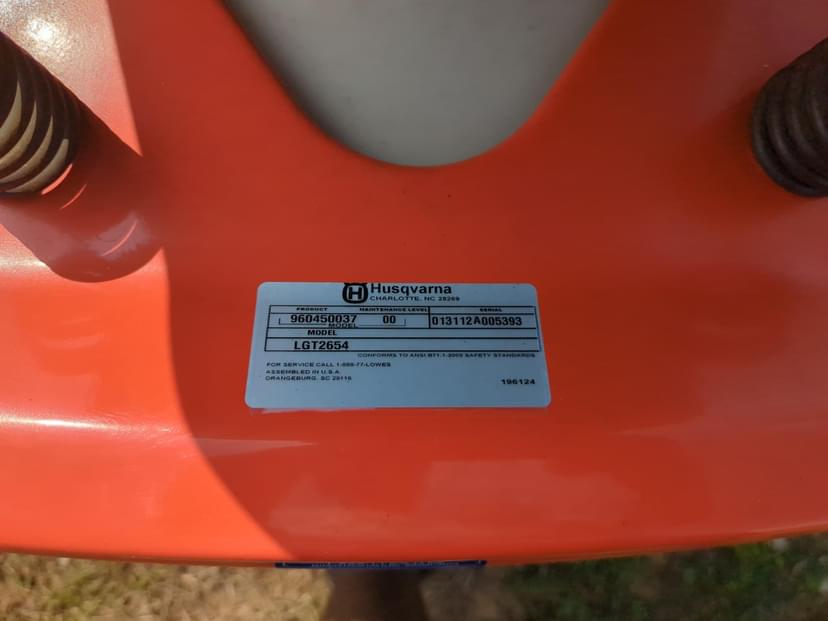 Husqvarna
CHARLOTTE, NC 28269
PRODUCT MAINTENANCE LEVEL SERIAL
960450037 00 013112A005393
MODEL
MODEL
LGT2654
CONFORMS TO ANSI B71.1-2003 SAFETY STANDARDS
FOR SERVICE CALL 1-888-77-LOWES
ASSEMBLED IN U.S.A.
ORANGEBURG, SC 29116
196124